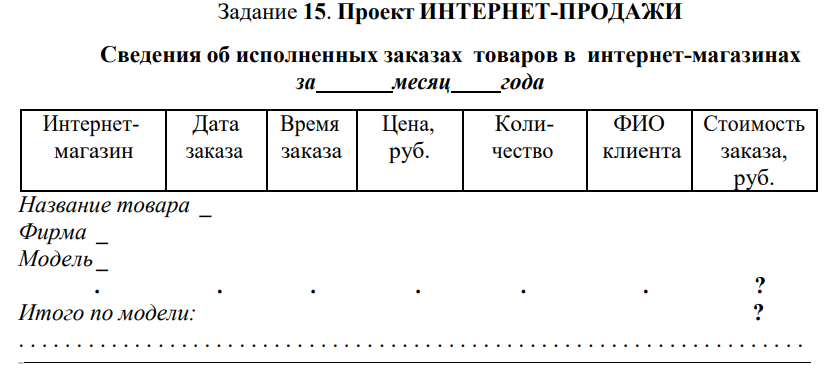 Задание 15. Проект ИНТЕРНЕТ-ПРОДАЖИ
Сведения об исполненных заказах товаров в интернет-магазинах
за_______месяц____года
Интернет-магазин Дата заказа Время заказа Цена, руб. Коли-чество ФИО клиента Стоимость заказа, руб.
Название товара _
Фирма _
Модель _
. . . . . . ?
Итого по модели: ?
. . . . . . . . . . . . . . . . . . . . . . . . . . . . . . . . . . . . . . . . . . . . . . . . . . . . . . . . . . . . . . . . . . . .